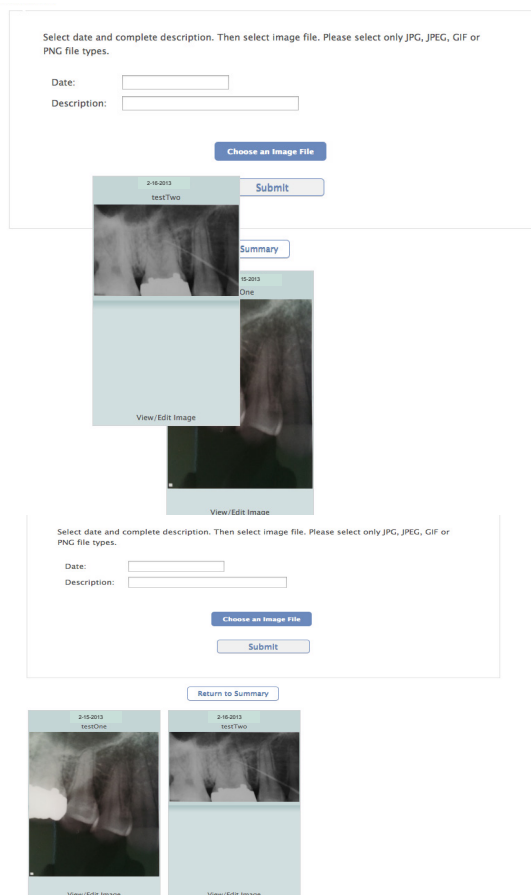 Select date and complete description. Then select image file. Please select only JPG, JPEG, GIF or
PNG file types.
Date:
Description:
Choose an Image File
Submit
2-16-2013
testTwo
Summary
15-2013
One
View/Edit Image
View/Edit Image
Select date and complete description. Then select image file. Please select only JPG, JPEG, GIF or
PNG file types.
Date:
Description:
Choose an Image File
Submit
Return to Summary
2-15-2013
testOne
2-16-2013
testTwo
View/Edit Image
View/Edit Image